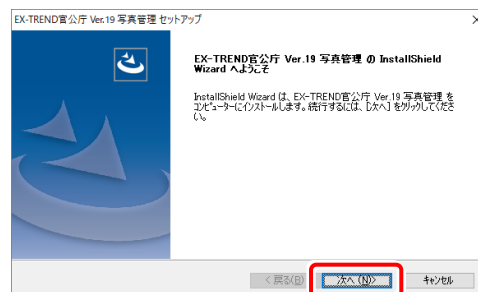 EX-TREND官公庁 Ver.19 写真管理 セットアップ
EX-TREND官公庁 Ver.19 写真管理 の InstallShield
Wizard へようこそ
InstallShield Wizard は、EX-TREND官公庁 Ver.19 写真管理 を
コンピューターにインストールします。続行するには、[次へ] をクリックしてくださ
い。
< 戻る(B)
次へ (N)>
キャンセル